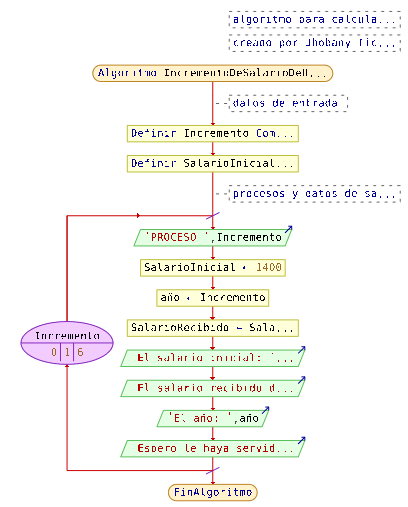 algoritmo para calcula...
creado por Jhobany Tic...
Algoritmo IncrementoDeSalarioDeU...
datos de entrada
Definir Incremento Com...
Definir SalarioInicial...
procesos y datos de sa...
'PROCESO ',Incremento
SalarioInicial ← 1400
año ← Incremento
SalarioRecibido ← Sala...
Incremento
0 1 6
'El salario inicial: '...
'El salario recibido d...
'El año: ',año
'Espero le haya servid...
FinAlgoritmo